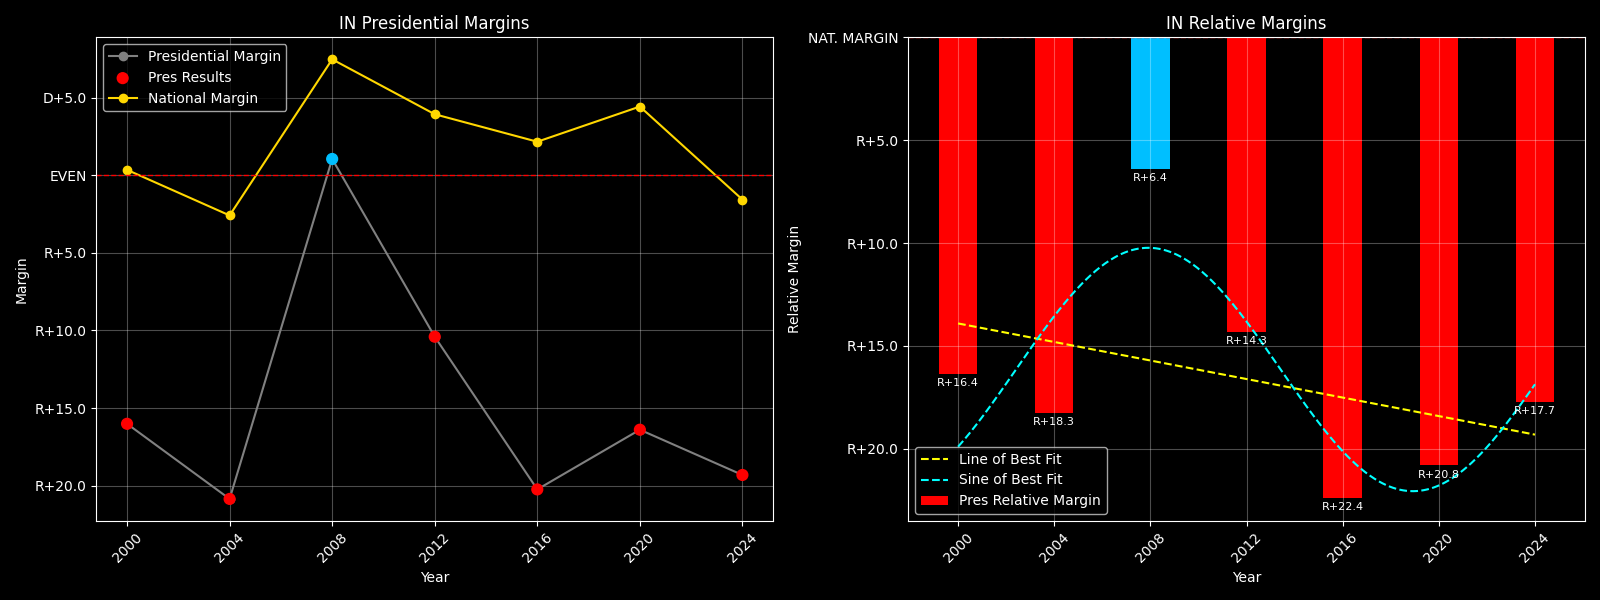 IN Presidential Margins
Presidential Margin
Pres Results
National Margin
D+5.0
EVEN
R+5.0
R+10.0
R+15.0
R+20.0
Margin
2000
2004
2008
2012
2016
2020
2024
Year
IN Relative Margins
NAT. MARGIN
R+5.0
R+10.0
R+15.0
R+20.0
Relative Margin
R+16.4
R+18.3
R+6.4
R+14.3
R+22.4
R+20.8
R+17.7
Line of Best Fit
Sine of Best Fit
Pres Relative Margin
2000
2004
2008
2012
2016
2020
2024
Year